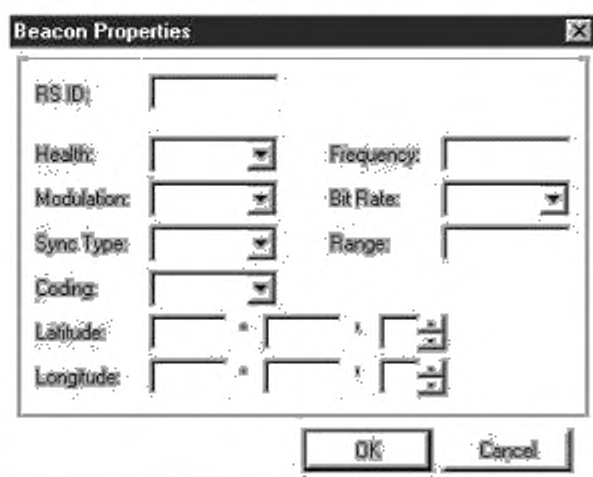 Beacon Properties
RS ID:
Health: Frequency:
Modulation: Bit Rate:
Sync Type: Range:
Coding:
Latitude: ° '
Longitude: ° '
OK Cancel